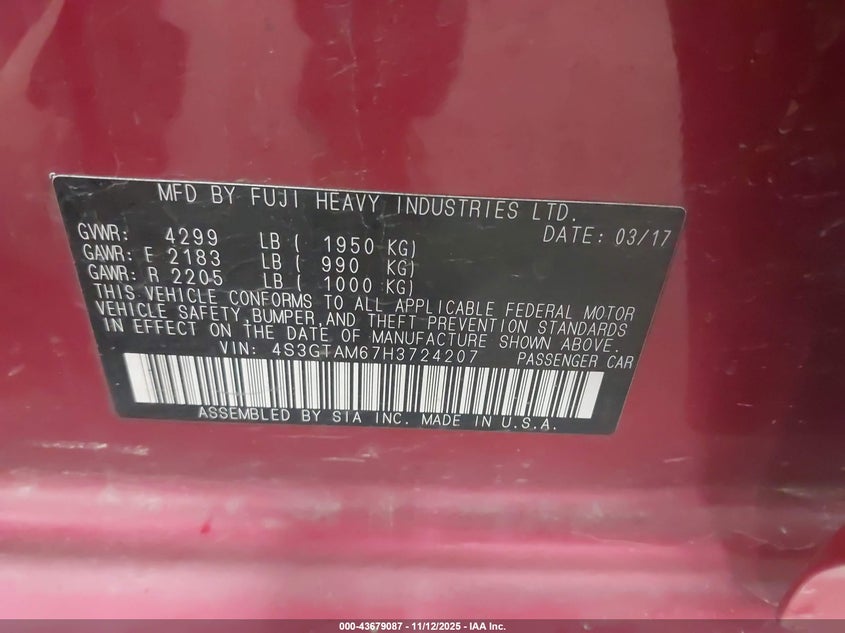 MFD BY FUJI HEAVY INDUSTRIES LTD.
GVWR: 4299 LB ( 1950 KG) DATE: 03/17
GAWR: F 2183 LB ( 990 KG)
GAWR: R 2205 LB ( 1000 KG)
THIS VEHICLE CONFORMS TO ALL APPLICABLE FEDERAL MOTOR
VEHICLE SAFETY, BUMPER, AND THEFT PREVENTION STANDARDS
IN EFFECT ON THE DATE OF MANUFACTURE SHOWN ABOVE.
VIN: 4S3GTAM67H3724207 PASSENGER CAR
ASSEMBLED BY SIA INC. MADE IN U.S.A.
000-43679087 - 11/12/2025 - IAA Inc.